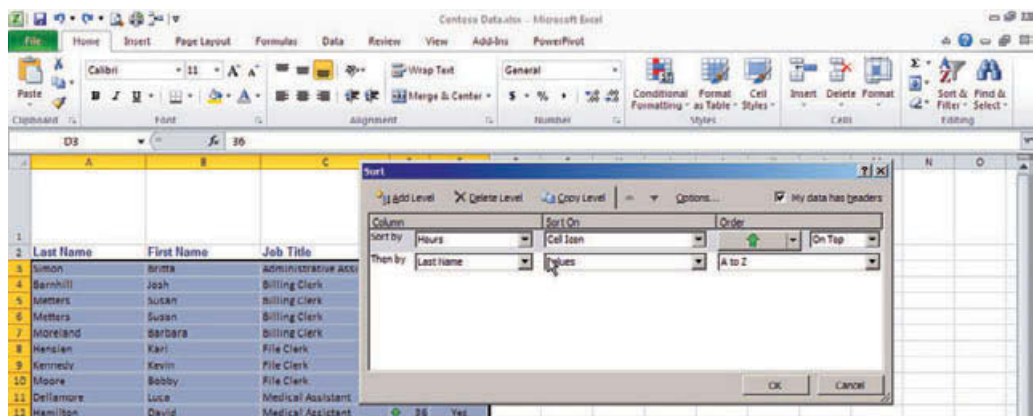 Contoso Data.xlsx - Microsoft Excel
File Home Insert Page Layout Formulas Data Review View Add-Ins PowerPivot
Paste
Calibri 11 A A
Wrap Text
General
B I U A
Merge & Center
$ % ,
Conditional Formatting
Format as Table
Cell Styles
Insert Delete Format
Sort & Filter
Find & Select
Clipboard Font Alignment Number Styles Cells Editing
D3 fx 36
A B C N O
Sort
Add Level Delete Level Copy Level Options... My data has headers
Column Sort On Order
Sort by Hours Cell Icon On Top
Then by Last Name Values A to Z
OK Cancel
1
2 Last Name First Name Job Title
3 Simon Britta Administrative Assi
4 Barnhill Josh Billing Clerk
5 Metters Susan Billing Clerk
6 Metters Susan Billing Clerk
7 Moreland Barbara Billing Clerk
8 Hensien Kari File Clerk
9 Kennedy Kevin File Clerk
10 Moore Bobby File Clerk
11 Dellamore Luca Medical Assistant
12 Hamilton David Medical Assistant 36 Yes